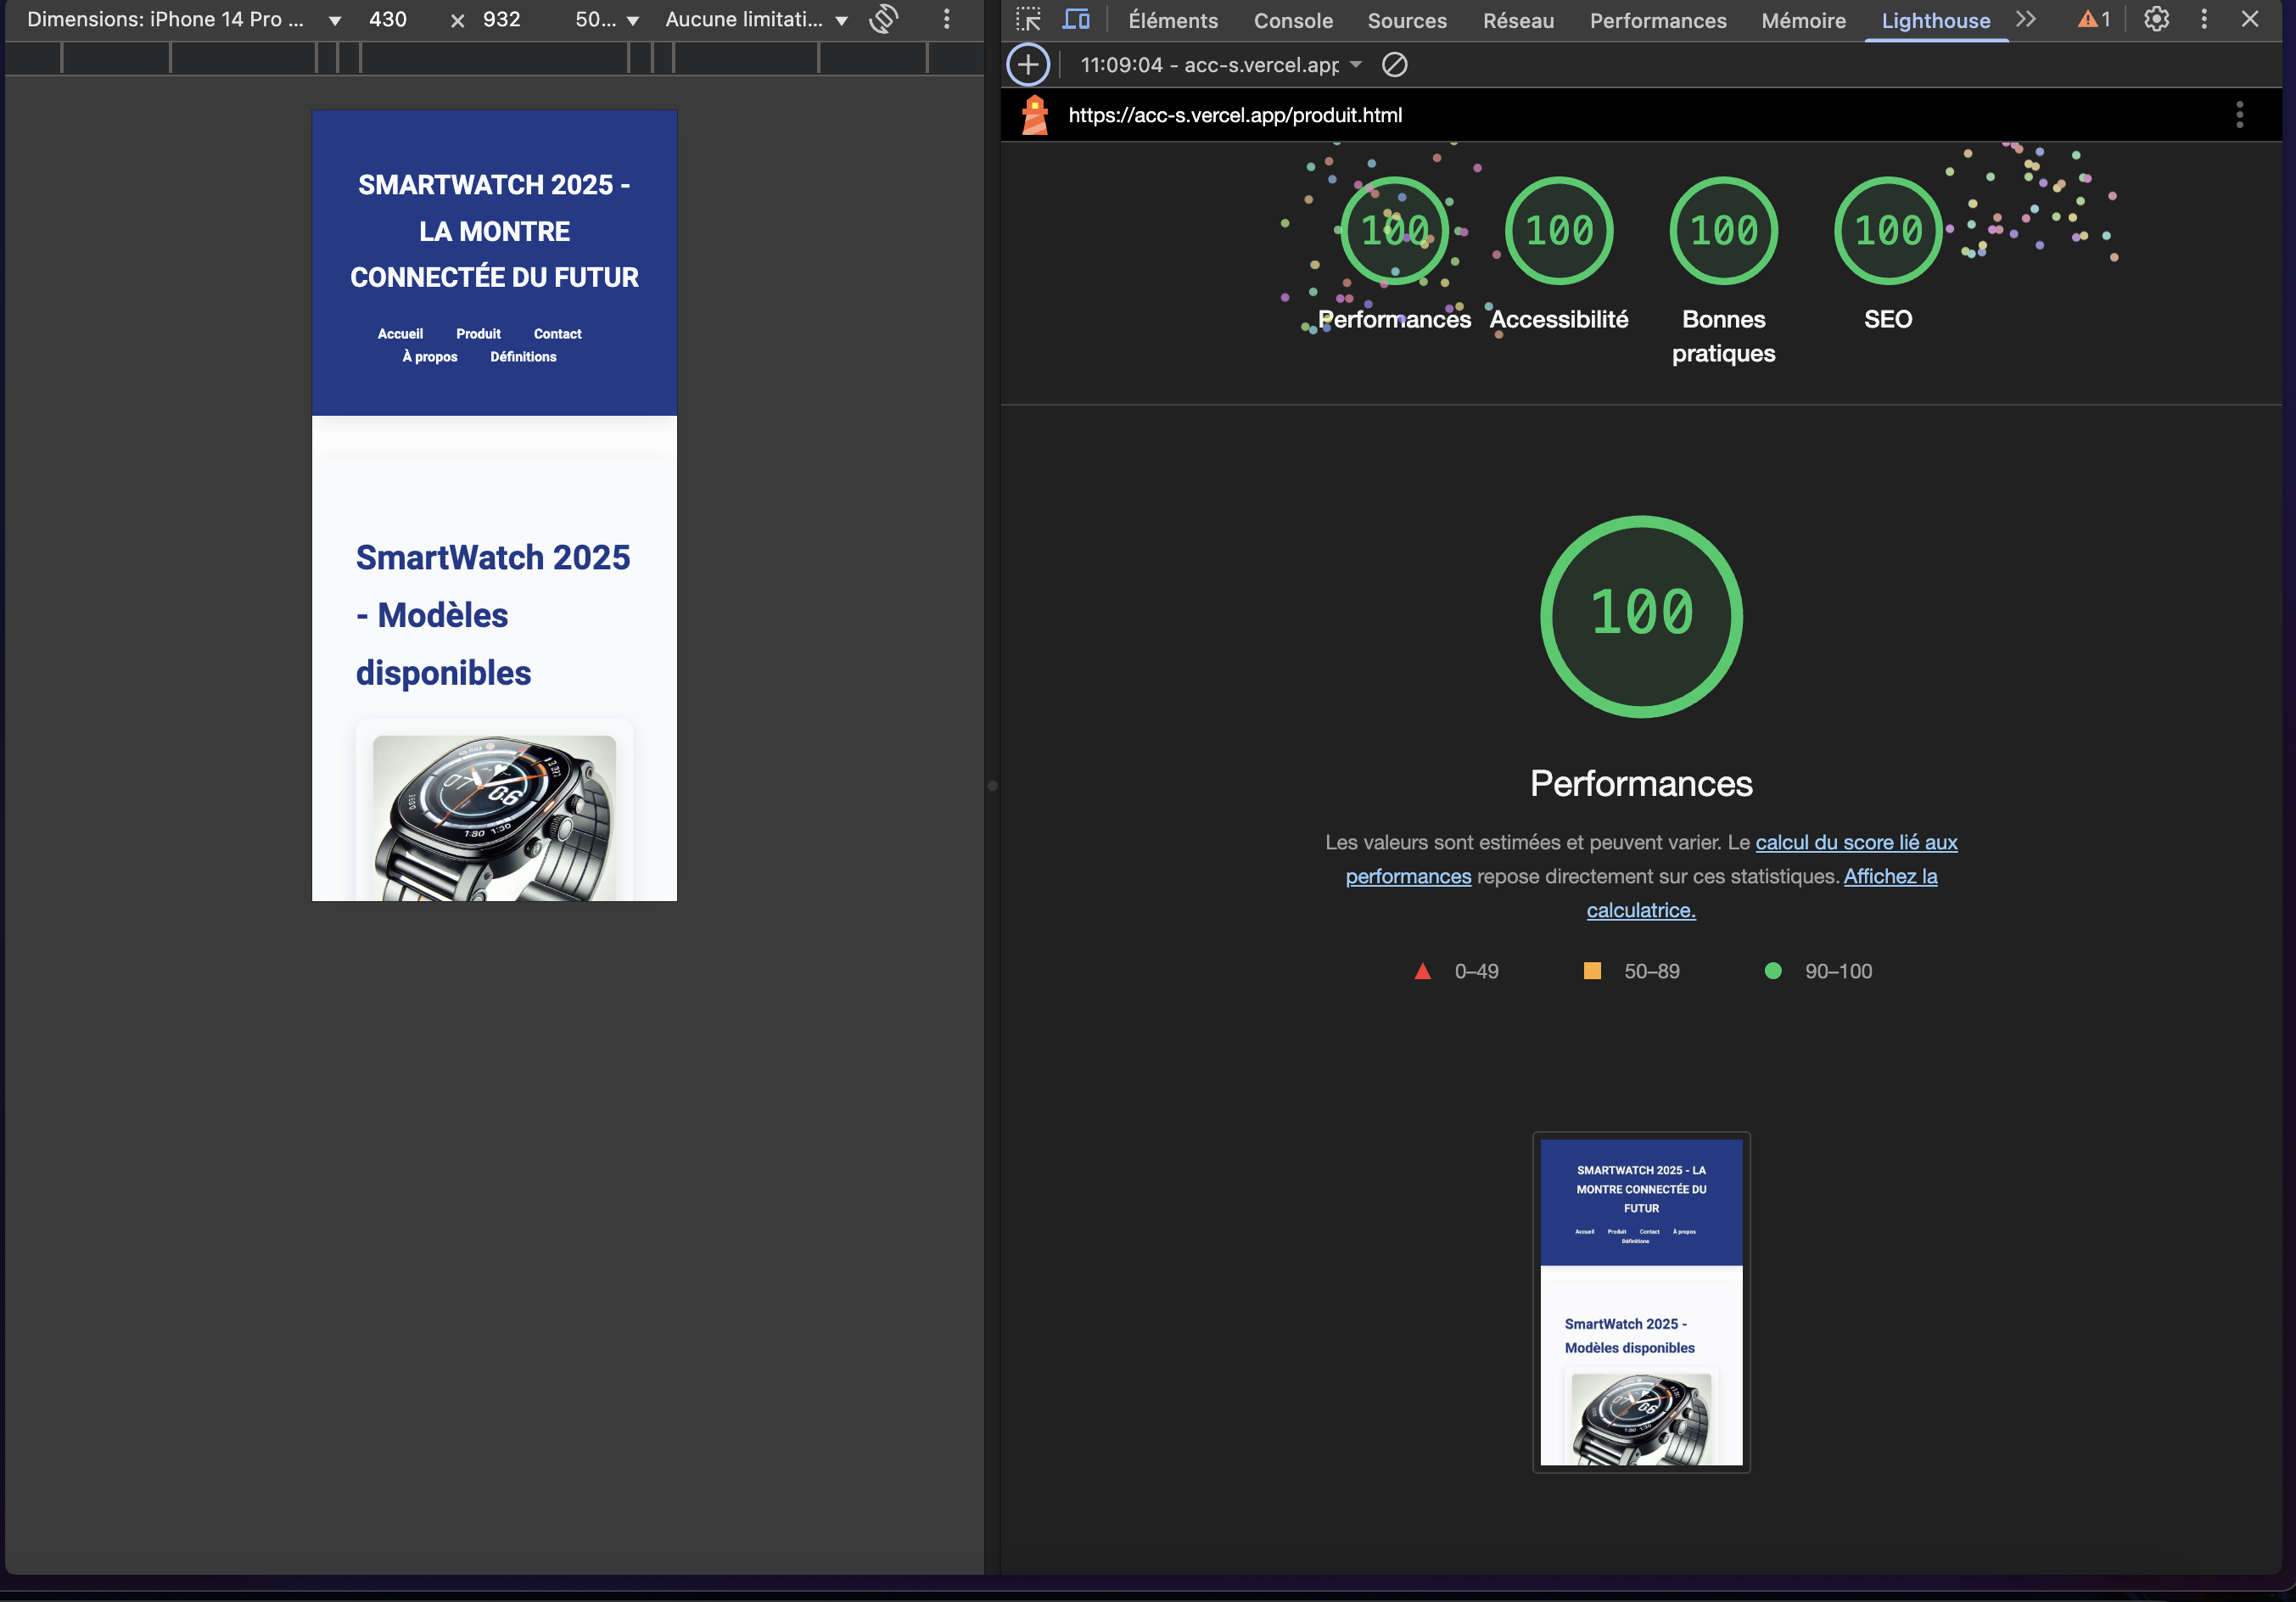 Dimensions: iPhone 14 Pro ... 430 x 932 50... Aucune limitati...
SMARTWATCH 2025 -
LA MONTRE
CONNECTÉE DU FUTUR
Accueil Produit Contact
À propos Définitions
SmartWatch 2025
- Modèles
disponibles
Éléments Console Sources Réseau Performances Mémoire Lighthouse 1
11:09:04 - acc-s.vercel.app
https://acc-s.vercel.app/produit.html
100 100 100 100
Performances Accessibilité Bonnes pratiques SEO
100
Performances
Les valeurs sont estimées et peuvent varier. Le calcul du score lié aux
performances repose directement sur ces statistiques. Affichez la
calculatrice.
0–49 50–89 90–100
SMARTWATCH 2025 - LA
MONTRE CONNECTÉE DU
FUTUR
Accueil Produit Contact À propos
Définitions
SmartWatch 2025 -
Modèles disponibles